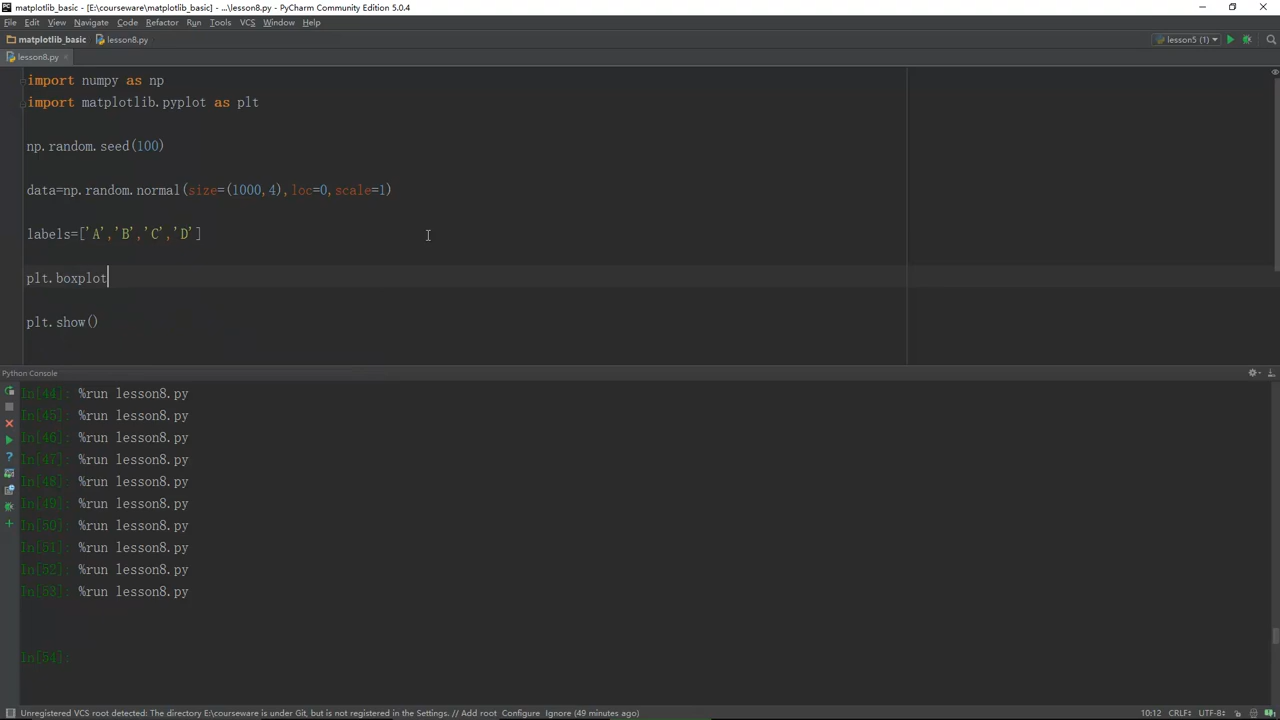 matplotlib_basic - [E:\courseware\matplotlib_basic] - ...\lesson8.py - PyCharm Community Edition 5.0.4
File Edit View Navigate Code Refactor Run Tools VCS Window Help
matplotlib_basic lesson8.py lesson5 (1)
lesson8.py
import numpy as np
import matplotlib.pyplot as plt
np.random.seed(100)
data=np.random.normal(size=(1000,4),loc=0,scale=1)
labels=['A','B','C','D']
plt.boxplot
plt.show()
Python Console
In[44]: %run lesson8.py
In[45]: %run lesson8.py
In[46]: %run lesson8.py
In[47]: %run lesson8.py
In[48]: %run lesson8.py
In[49]: %run lesson8.py
In[50]: %run lesson8.py
In[51]: %run lesson8.py
In[52]: %run lesson8.py
In[53]: %run lesson8.py
In[54]:
Unregistered VCS root detected: The directory E:\courseware is under Git, but is not registered in the Settings. // Add root Configure Ignore (49 minutes ago) 10:12 CRLF÷ UTF-8÷